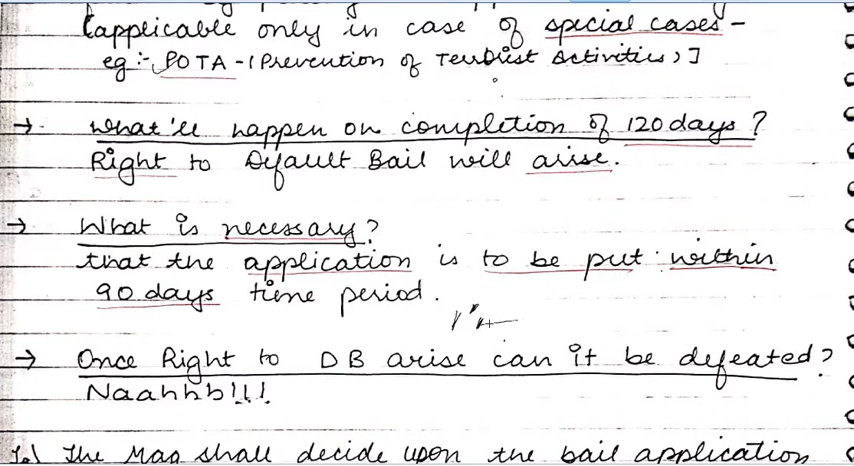 (applicable only in case of special cases -
eg:- POTA - (Prevention of Terrorist Activities)]
→ What'll happen on completion of 120 days?
Right to Default Bail will arise.
→ What is necessary?
that the application is to be put within
90 days time period.
→ Once Right to DB arise can it be defeated?
Naahhb!!!
The Mag shall decide upon the bail application